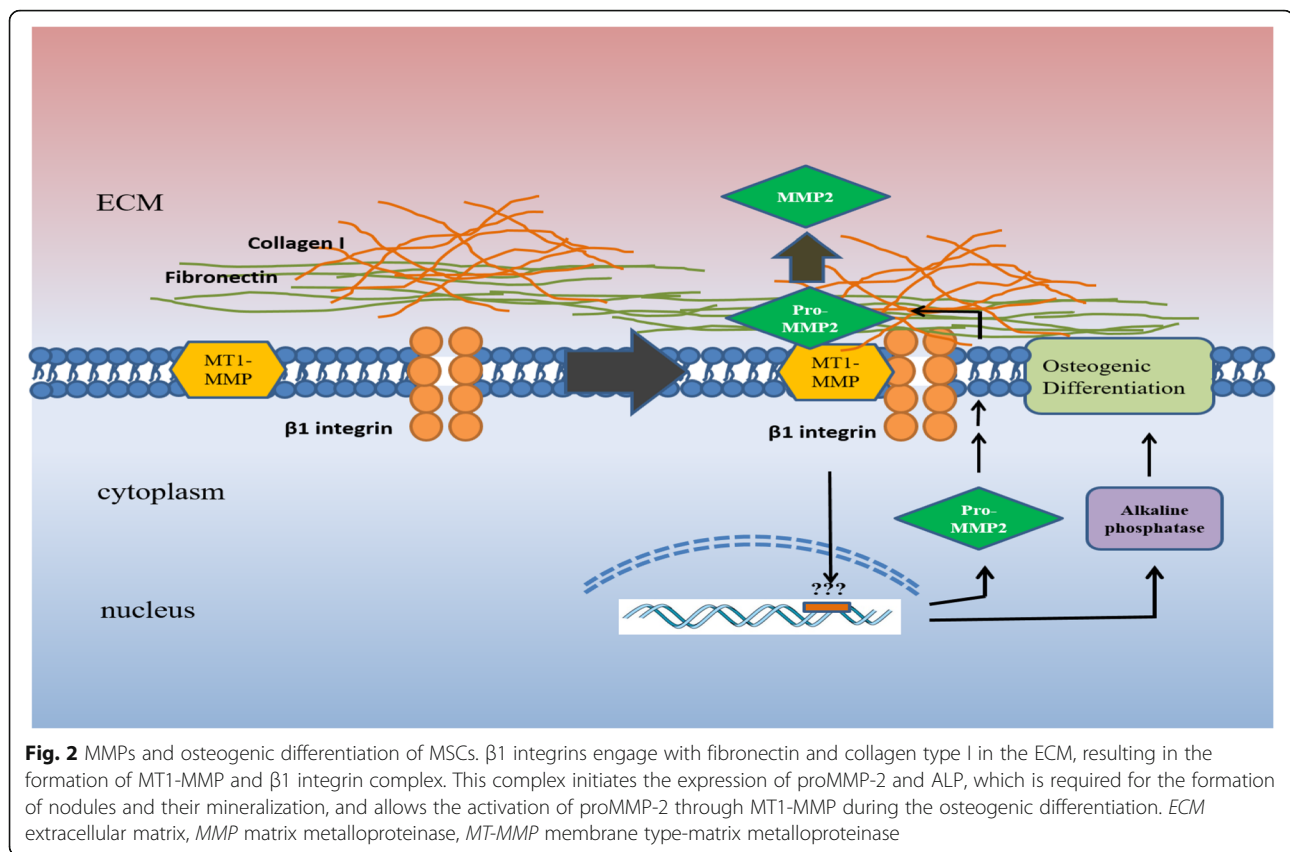 ECM
MMP2
Collagen I
Fibronectin
Pro-
MMP2
MT1-
MMP
MT1-
MMP
Osteogenic
Differentiation
β1 integrin
β1 integrin
cytoplasm
Pro-
MMP2
Alkaline
phosphatase
???
nucleus
Fig. 2 MMPs and osteogenic differentiation of MSCs. β1 integrins engage with fibronectin and collagen type I in the ECM, resulting in the
formation of MT1-MMP and β1 integrin complex. This complex initiates the expression of proMMP-2 and ALP, which is required for the formation
of nodules and their mineralization, and allows the activation of proMMP-2 through MT1-MMP during the osteogenic differentiation. ECM
extracellular matrix, MMP matrix metalloproteinase, MT-MMP membrane type-matrix metalloproteinase